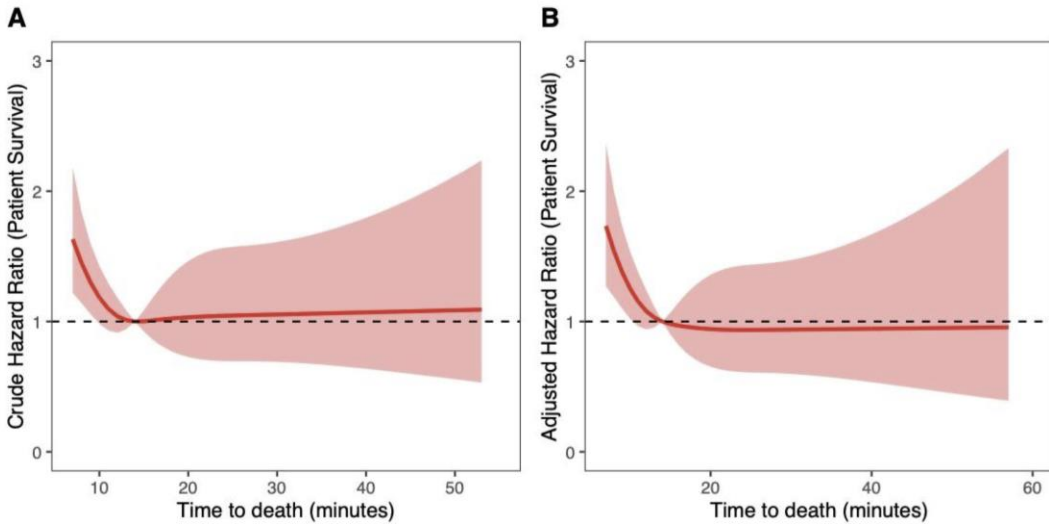 A
Crude Hazard Ratio (Patient Survival)
3
2
1
0
10 20 30 40 50
Time to death (minutes)
B
Adjusted Hazard Ratio (Patient Survival)
3
2
1
0
20 40 60
Time to death (minutes)